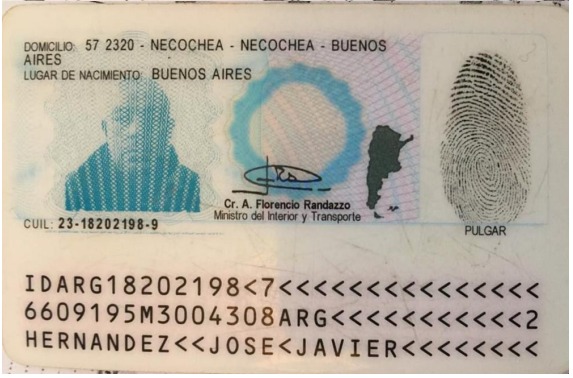 DOMICILIO: 57 2320 - NECOCHEA - NECOCHEA - BUENOS
AIRES
LUGAR DE NACIMIENTO: BUENOS AIRES
Cr. A. Florencio Randazzo
Ministro del Interior y Transporte
CUIL: 23-18202198-9
PULGAR
IDARG18202198<7<<<<<<<<<<<<<<<
6609195M3004308ARG<<<<<<<<<<<2
HERNANDEZ<<JOSE<JAVIER<<<<<<<<